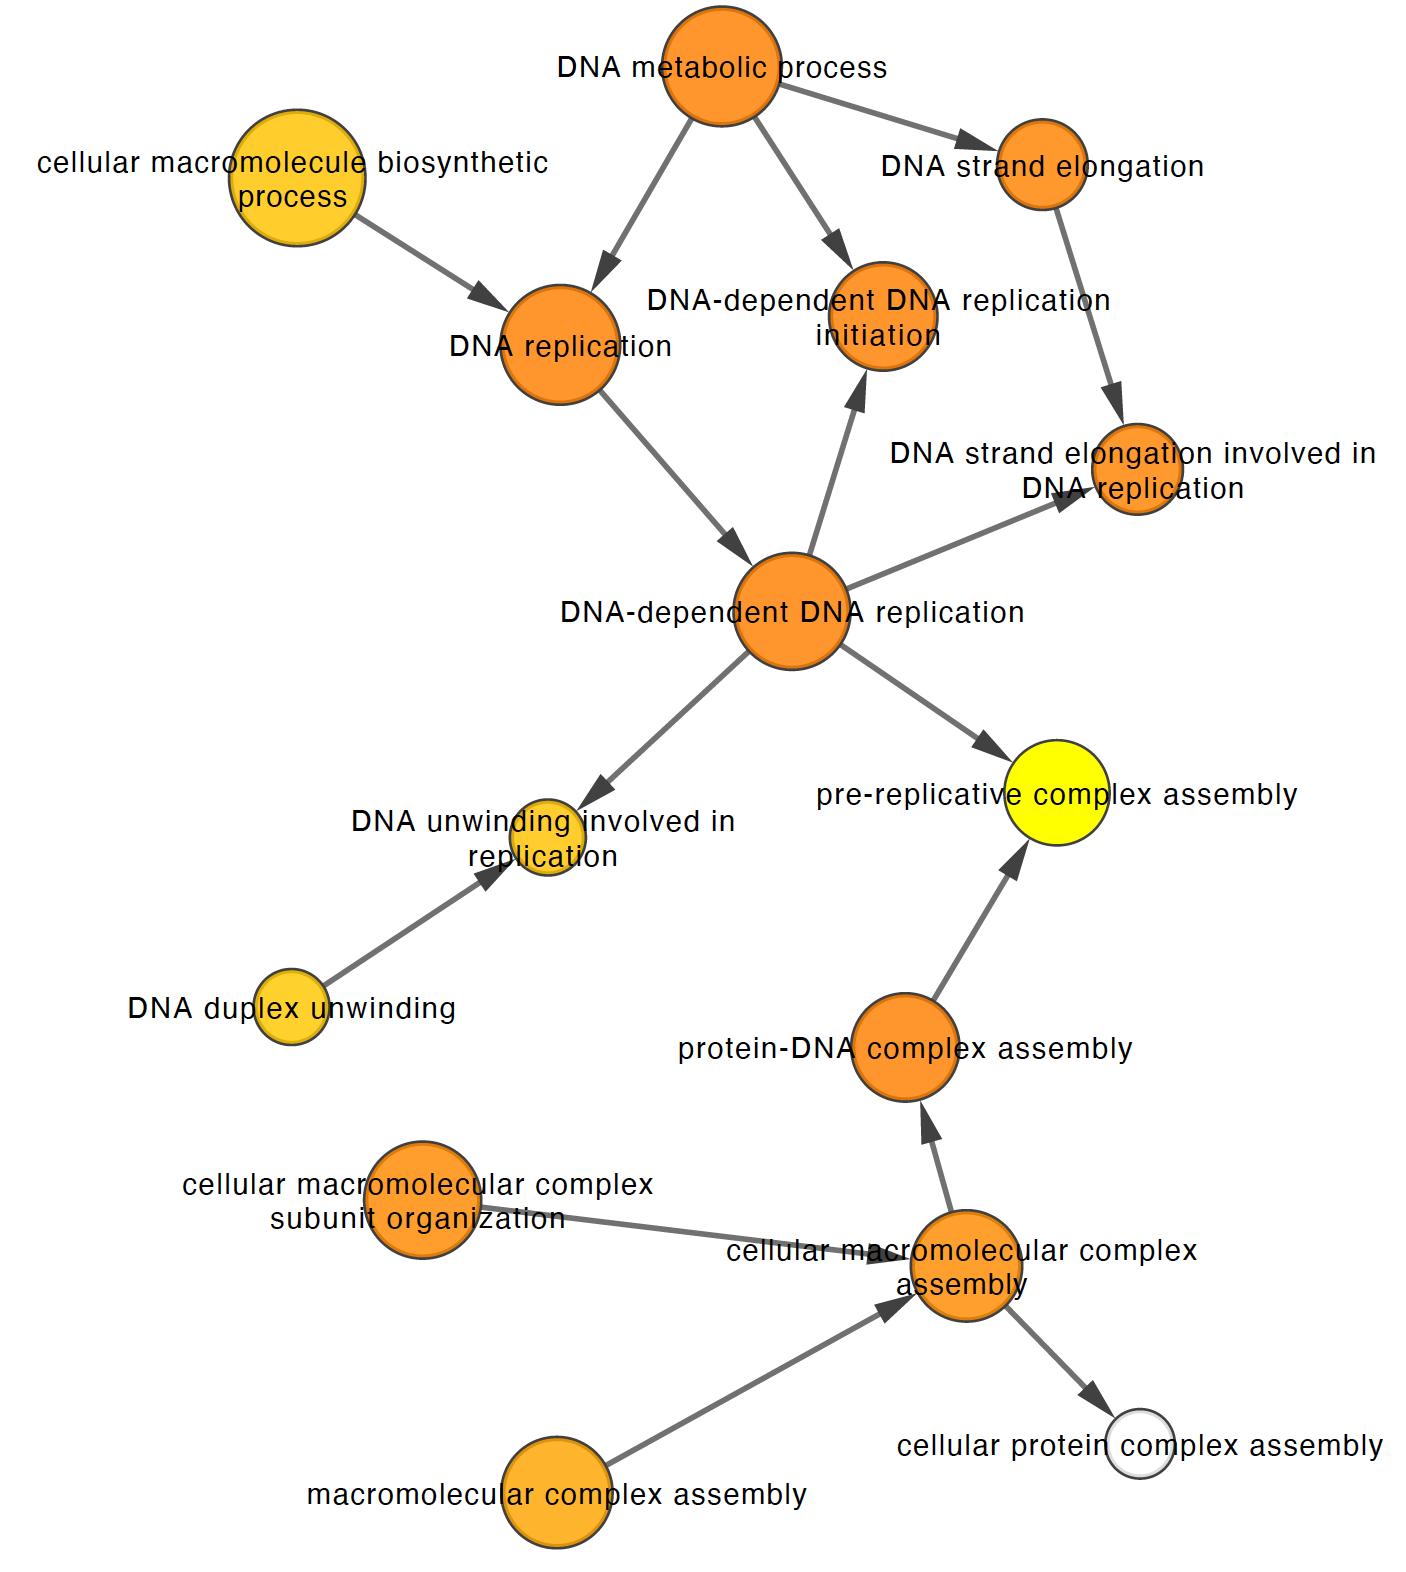 DNA metabolic process
cellular macromolecule biosynthetic
process
DNA strand elongation
DNA-dependent DNA replication
initiation
DNA replication
DNA strand elongation involved in
DNA replication
DNA-dependent DNA replication
pre-replicative complex assembly
DNA unwinding involved in
replication
DNA duplex unwinding
protein-DNA complex assembly
cellular macromolecular complex
subunit organization
cellular macromolecular complex
assembly
cellular protein complex assembly
macromolecular complex assembly